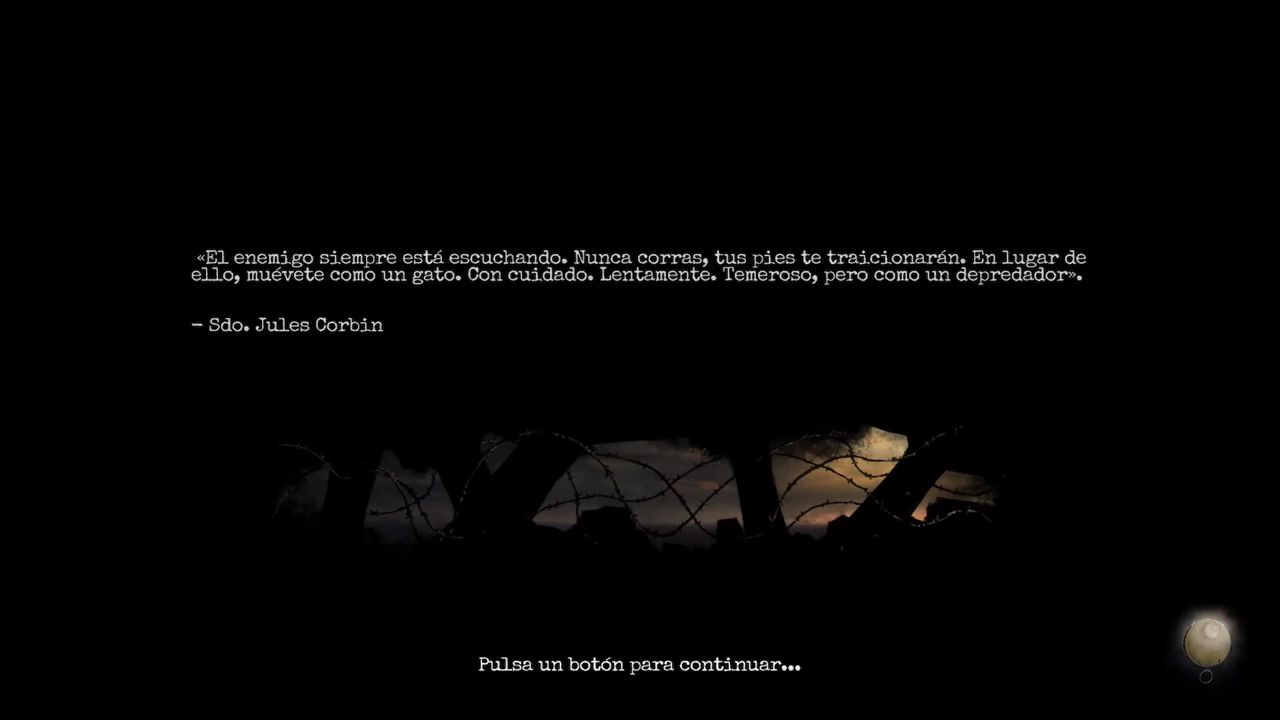 «El enemigo siempre está escuchando. Nunca corras, tus pies te traicionarán. En lugar de
ello, muévete como un gato. Con cuidado. Lentamente. Temeroso, pero como un depredador».
— Sdo. Jules Corbin
Pulsa un botón para continuar...